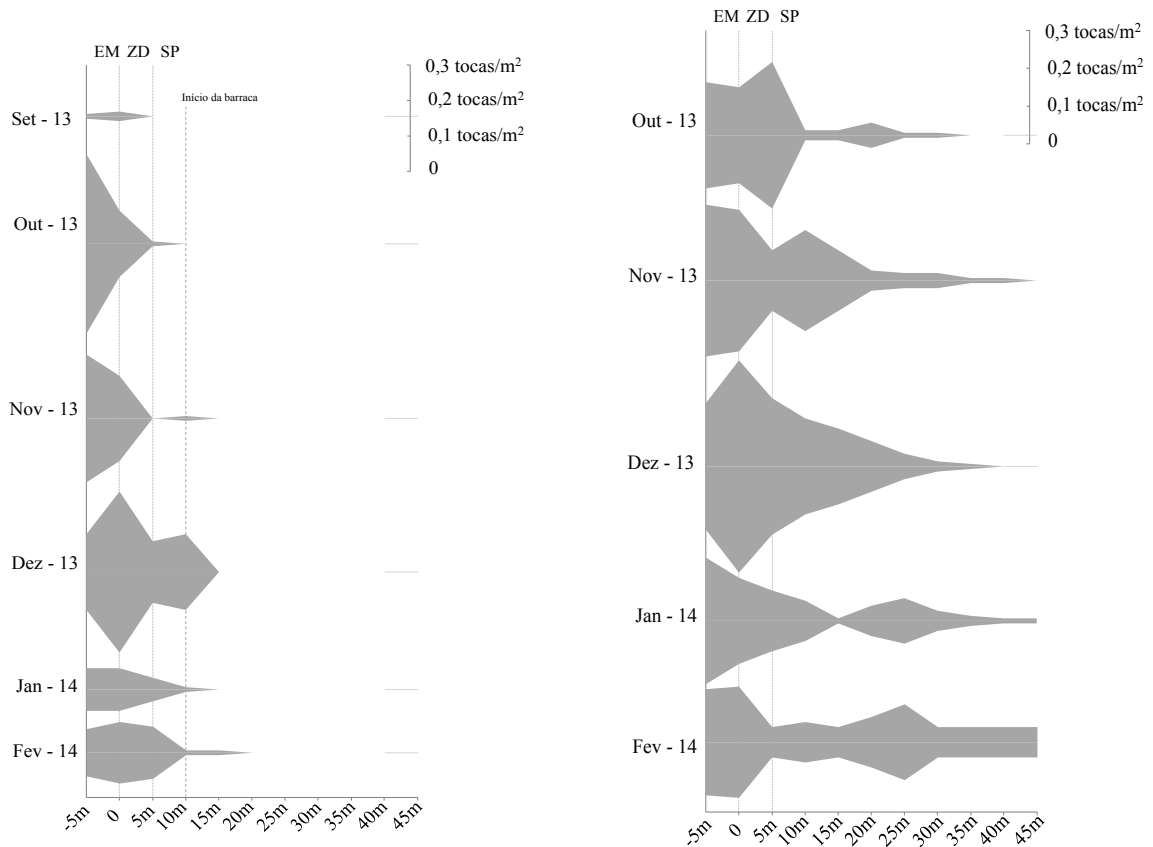 EM ZD SP
0,3 tocas/m²
0,2 tocas/m²
0,1 tocas/m²
0
Início da barraca
Set - 13
Out - 13
Nov - 13
Dez - 13
Jan - 14
Fev - 14
-5m 0 5m 10m 15m 20m 25m 30m 35m 40m 45m
EM ZD SP
0,3 tocas/m²
0,2 tocas/m²
0,1 tocas/m²
0
Out - 13
Nov - 13
Dez - 13
Jan - 14
Fev - 14
-5m 0 5m 10m 15m 20m 25m 30m 35m 40m 45m